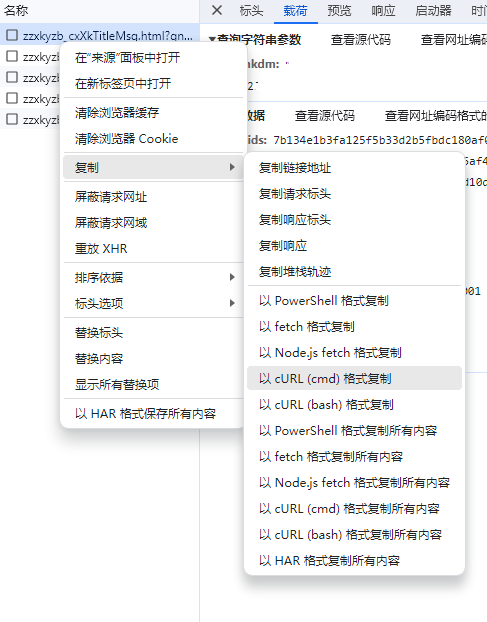 名称
标头 载荷 预览 响应 启动器
zzxkyzb_cxXkTitleMsg.html?gn...
▼查询字符串参数 查看源代码 查看网址编码
zzxkyzb
zzxkyzb
zzxkyzb
zzxkyzb
nkdm: "
数据 查看源代码 查看网址编码格式的
ids: 7b134e1b3fa125f5b33d2b5fbdc180af0
在“来源”面板中打开
在新标签页中打开
清除浏览器缓存
清除浏览器 Cookie
复制
屏蔽请求网址
屏蔽请求网域
重放 XHR
排序依据
标头选项
替换标头
替换内容
显示所有替换项
以 HAR 格式保存所有内容
复制链接地址
复制请求标头
复制响应标头
复制响应
复制堆栈轨迹
以 PowerShell 格式复制
以 fetch 格式复制
以 Node.js fetch 格式复制
以 cURL (cmd) 格式复制
以 cURL (bash) 格式复制
以 PowerShell 格式复制所有内容
以 fetch 格式复制所有内容
以 Node.js fetch 格式复制所有内容
以 cURL (cmd) 格式复制所有内容
以 cURL (bash) 格式复制所有内容
以 HAR 格式复制所有内容